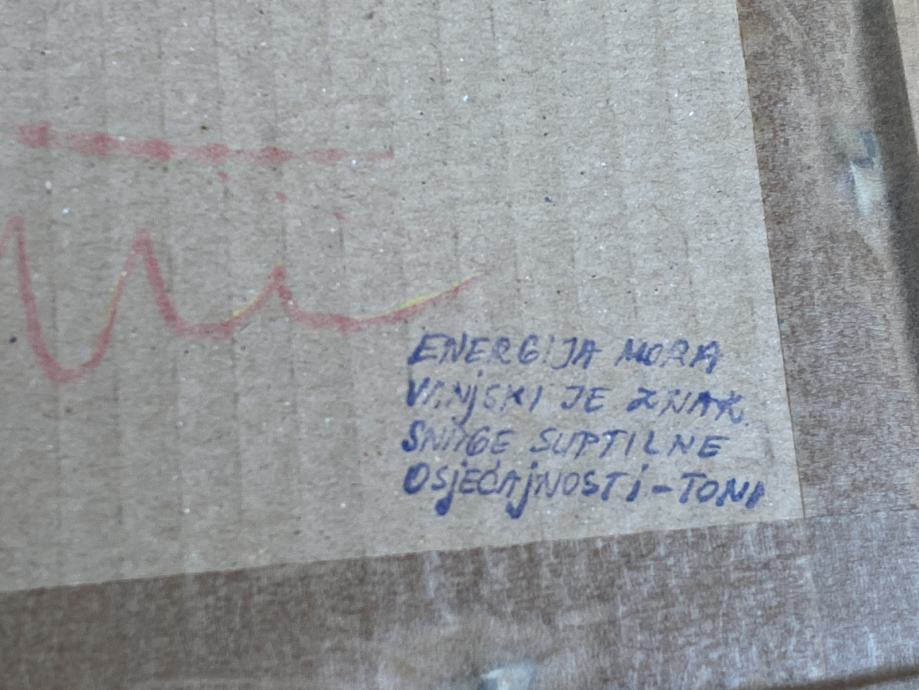 ENERGIJA MORA
VANjSKI JE ZNAK
SNAGE SUPTILNE
OSjEĆAjNOSTi-TONI